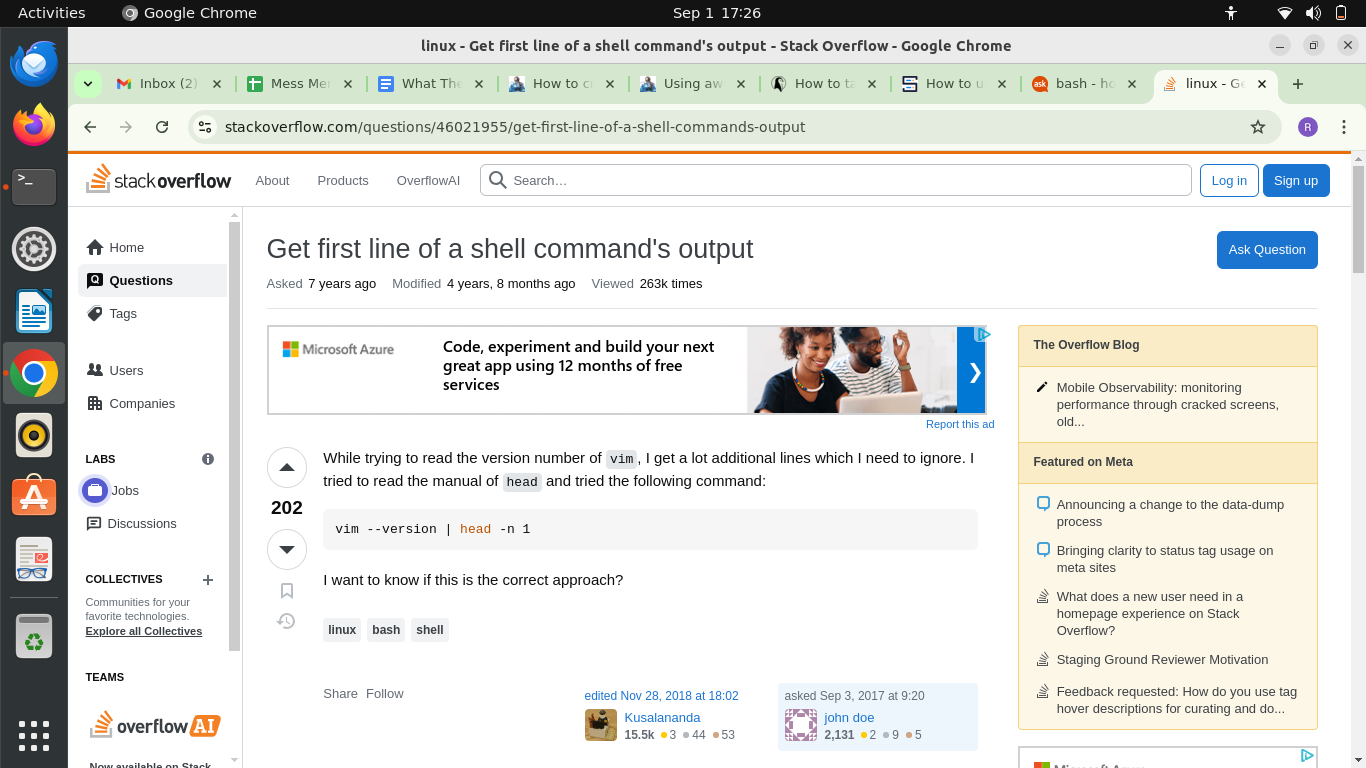 Activities
Google Chrome
Sep 1 17:26
linux - Get first line of a shell command's output - Stack Overflow - Google Chrome
Inbox (2)
Mess Mer
What The
How to c
Using aw
How to ta
How to u
bash - ho
linux - Ge
stackoverflow.com/questions/46021955/get-first-line-of-a-shell-commands-output
R
stackoverflow
About
Products
OverflowAI
Search…
Log in
Sign up
Home
Questions
Tags
Users
Companies
LABS
Jobs
Discussions
COLLECTIVES
Communities for your
favorite technologies.
Explore all Collectives
TEAMS
overflowAI
Now available on Stack
Get first line of a shell command's output
Ask Question
Asked 7 years ago
Modified 4 years, 8 months ago
Viewed 263k times
Microsoft Azure
Code, experiment and build your next
great app using 12 months of free
services
Report this ad
202
While trying to read the version number of vim, I get a lot additional lines which I need to ignore. I
tried to read the manual of head and tried the following command:
vim --version | head -n 1
I want to know if this is the correct approach?
linux bash shell
Share Follow
edited Nov 28, 2018 at 18:02
Kusalananda
15.5k 3 44 53
asked Sep 3, 2017 at 9:20
john doe
2,131 2 9 5
The Overflow Blog
Mobile Observability: monitoring
performance through cracked screens,
old...
Featured on Meta
Announcing a change to the data-dump
process
Bringing clarity to status tag usage on
meta sites
What does a new user need in a
homepage experience on Stack
Overflow?
Staging Ground Reviewer Motivation
Feedback requested: How do you use tag
hover descriptions for curating and do...
Microsoft Azure